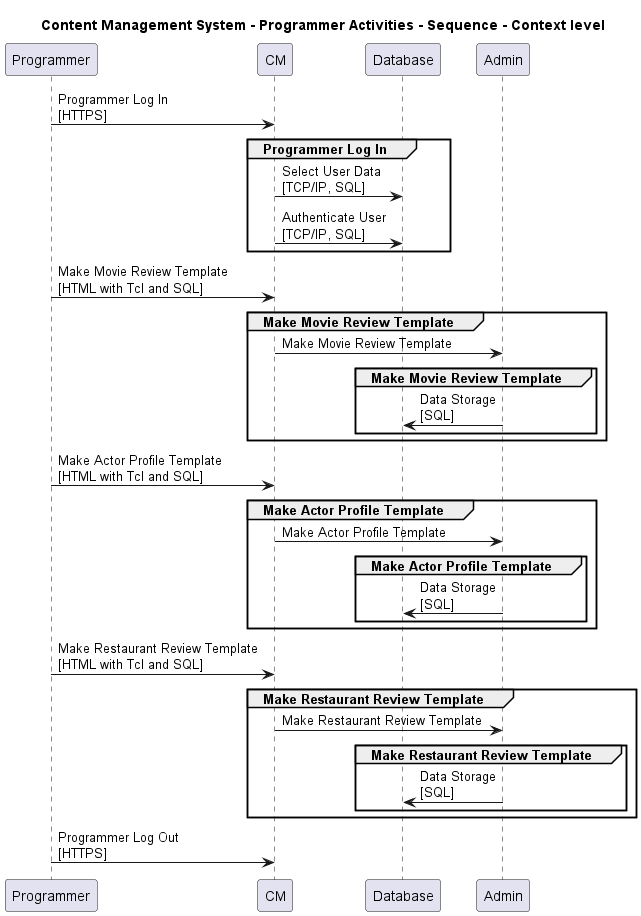 Content Management System - Programmer Activities - Sequence - Context level
Programmer CM Database Admin
Programmer Log In
[HTTPS]
Programmer Log In
Select User Data
[TCP/IP, SQL]
Authenticate User
[TCP/IP, SQL]
Make Movie Review Template
[HTML with Tcl and SQL]
Make Movie Review Template
Make Movie Review Template
Make Movie Review Template
Data Storage
[SQL]
Make Actor Profile Template
[HTML with Tcl and SQL]
Make Actor Profile Template
Make Actor Profile Template
Make Actor Profile Template
Data Storage
[SQL]
Make Restaurant Review Template
[HTML with Tcl and SQL]
Make Restaurant Review Template
Make Restaurant Review Template
Make Restaurant Review Template
Data Storage
[SQL]
Programmer Log Out
[HTTPS]
Programmer CM Database Admin